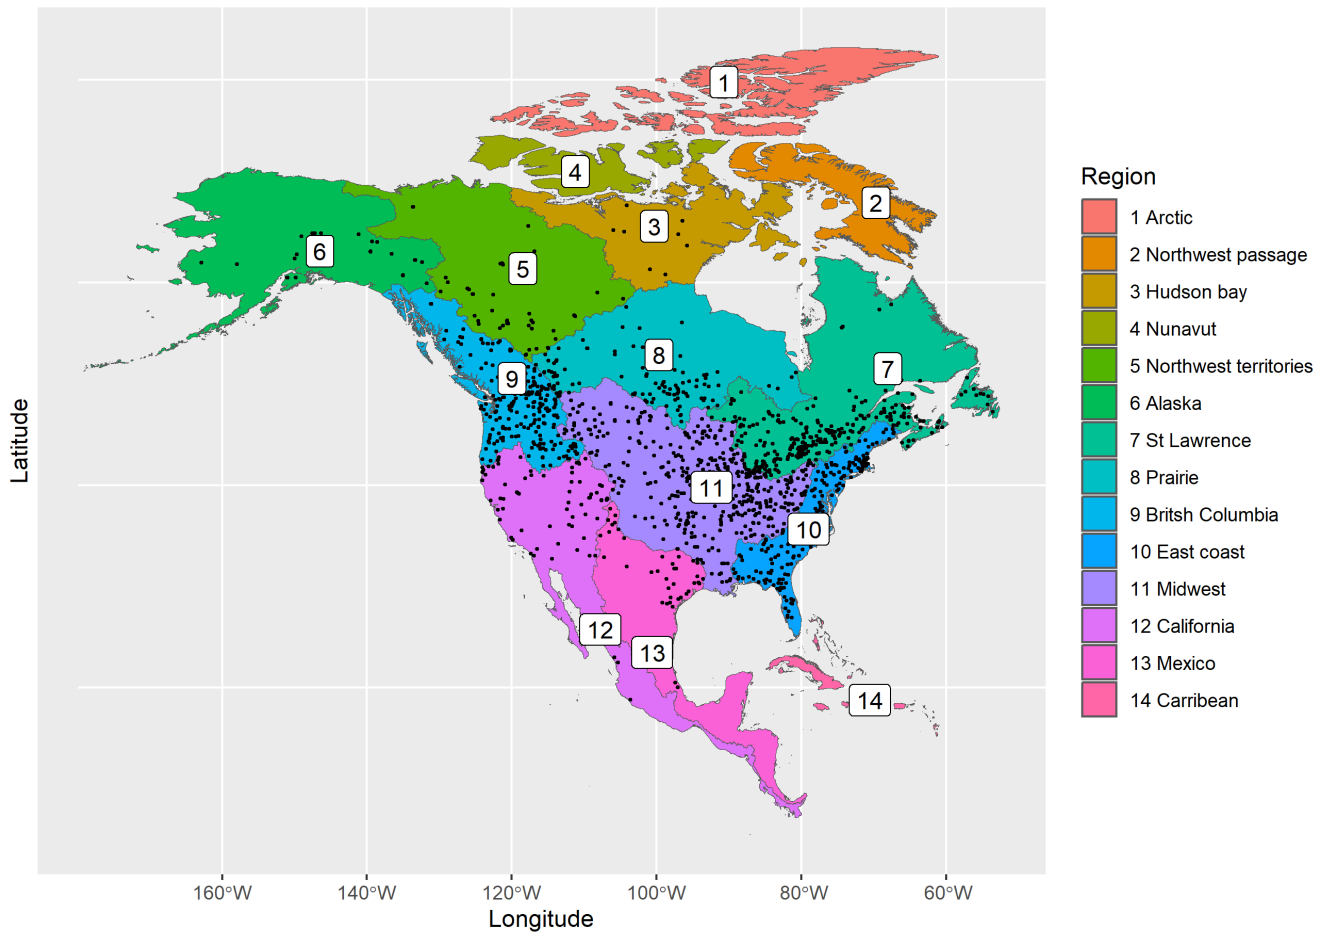 1
2
3
4
5
6
7
8
9
10
11
12
13
14
Latitude
160°W 140°W 120°W 100°W 80°W 60°W
Longitude
Region
1 Arctic
2 Northwest passage
3 Hudson bay
4 Nunavut
5 Northwest territories
6 Alaska
7 St Lawrence
8 Prairie
9 Britsh Columbia
10 East coast
11 Midwest
12 California
13 Mexico
14 Carribean